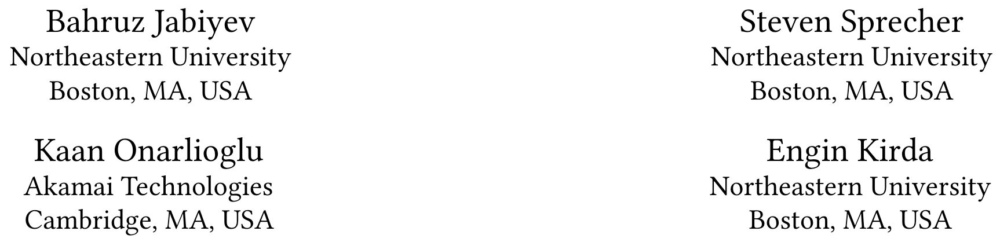 Bahruz Jabiyev
Northeastern University
Boston, MA, USA
Steven Sprecher
Northeastern University
Boston, MA, USA
Kaan Onarlioglu
Akamai Technologies
Cambridge, MA, USA
Engin Kirda
Northeastern University
Boston, MA, USA